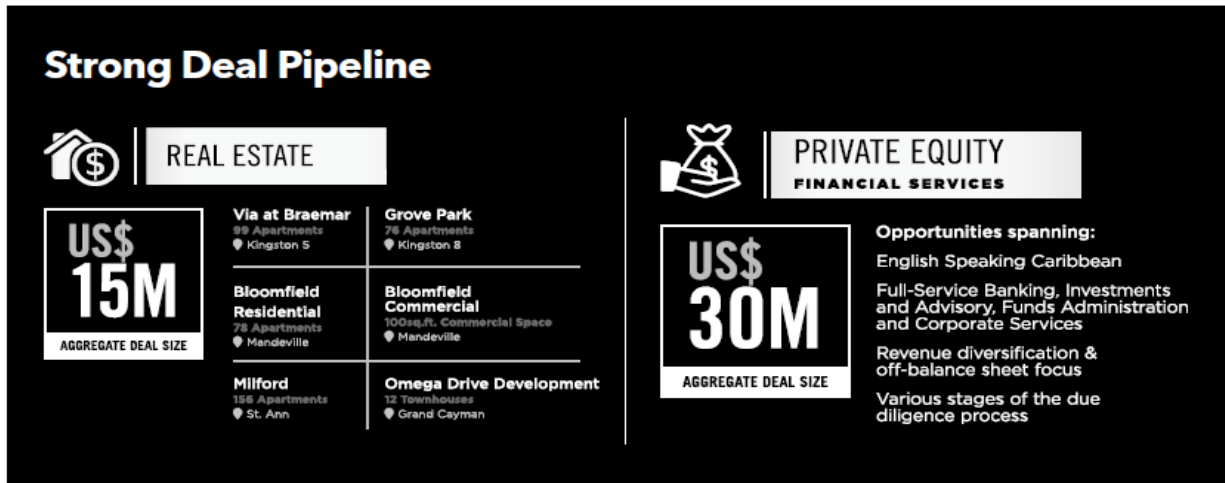 Strong Deal Pipeline
REAL ESTATE
US$
15M
AGGREGATE DEAL SIZE
Via at Braemar
99 Apartments
Kingston 5
Grove Park
76 Apartments
Kingston 8
Bloomfield
Residential
78 Apartments
Mandeville
Bloomfield
Commercial
100sq.ft. Commercial Space
Mandeville
Milford
156 Apartments
St. Ann
Omega Drive Development
12 Townhouses
Grand Cayman
PRIVATE EQUITY
FINANCIAL SERVICES
US$
30M
AGGREGATE DEAL SIZE
Opportunities spanning:
English Speaking Caribbean
Full-Service Banking, Investments
and Advisory, Funds Administration
and Corporate Services
Revenue diversification &
off-balance sheet focus
Various stages of the due
diligence process